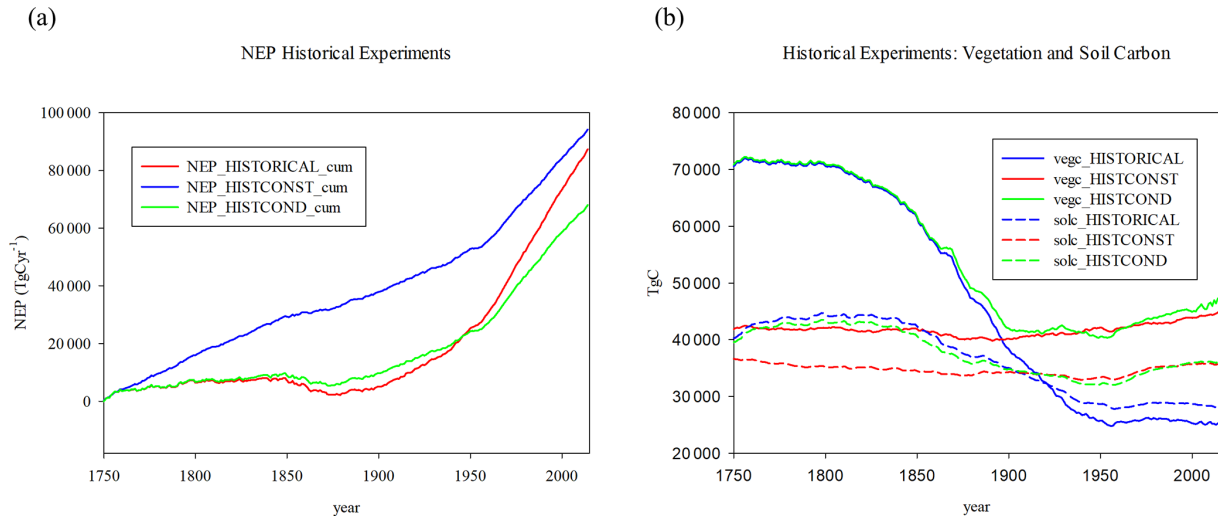 (a)
NEP Historical Experiments
NEP (TgCyr⁻¹)
100 000
80 000
60 000
40 000
20 000
0
NEP_HISTORICAL_cum
NEP_HISTCONST_cum
NEP_HISTCOND_cum
1750 1800 1850 1900 1950 2000
year
(b)
Historical Experiments: Vegetation and Soil Carbon
TgC
80 000
70 000
60 000
50 000
40 000
30 000
20 000
vegc_HISTORICAL
vegc_HISTCONST
vegc_HISTCOND
solc_HISTORICAL
solc_HISTCONST
solc_HISTCOND
1750 1800 1850 1900 1950 2000
year